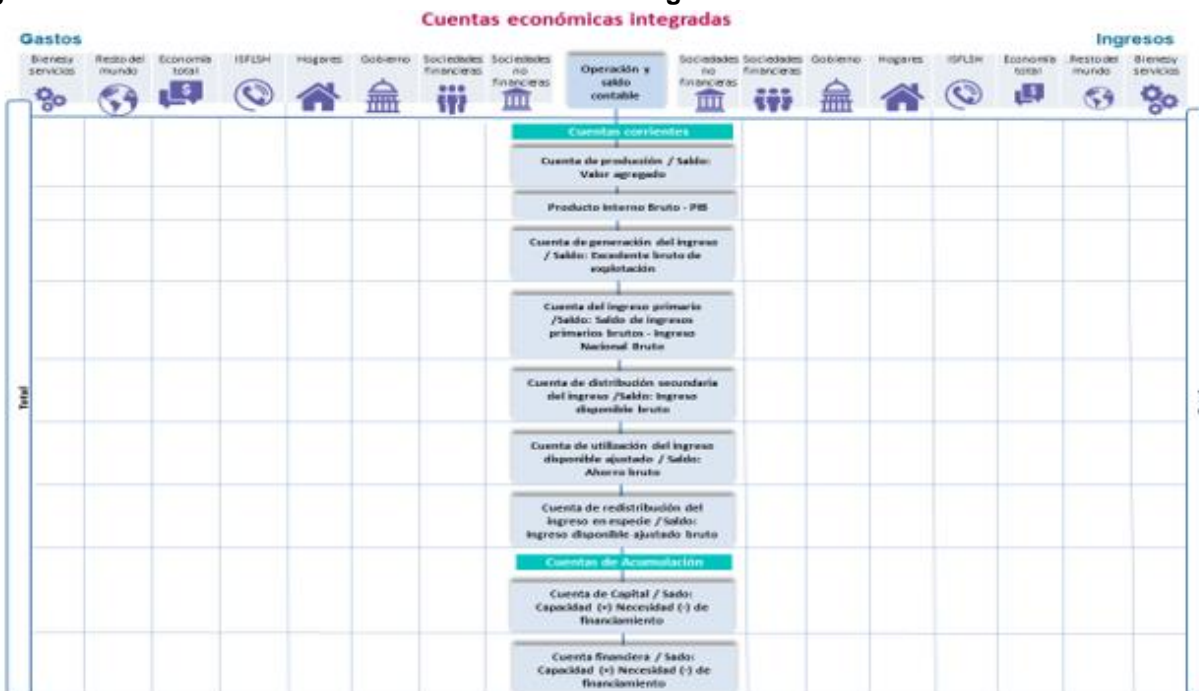 Cuentas económicas integradas
Gastos
Ingresos
Bienes y servicios
Resto del mundo
Economía total
ISFLSH
Hogares
Gobierno
Sociedades financieras
Sociedades no financieras
Operación y saldo contable
Sociedades no financieras
Sociedades financieras
Gobierno
Hogares
ISFLSH
Economía total
Resto del mundo
Bienes y servicios
Cuentas corrientes
Cuenta de producción / Saldo:
Valor agregado
Producto Interno Bruto - PIB
Cuenta de generación del ingreso
/ Saldo: Excedente bruto de
explotación
Cuenta del ingreso primario
/Saldo: Saldo de ingresos
primarios brutos - Ingreso
Nacional Bruto
Total
Cuenta de distribución secundaria
del ingreso /Saldo: Ingreso
disponible bruto
Cuenta de utilización del ingreso
disponible ajustado / Saldo:
Ahorro bruto
Cuenta de redistribución del
ingreso en especie / Saldo:
Ingreso disponible ajustado bruto
Cuentas de Acumulación
Cuenta de Capital / Sado:
Capacidad (+) Necesidad (-) de
financiamiento
Cuenta financiera / Sado:
Capacidad (+) Necesidad (-) de
financiamiento